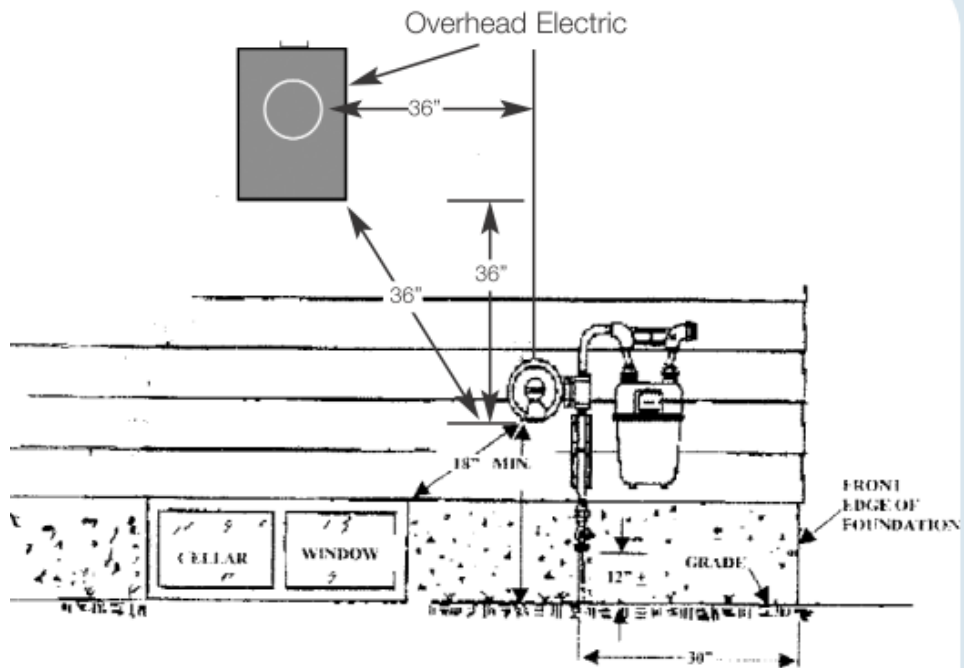 Overhead Electric
36”
36”
36”
18" MIN.
CELLAR
WINDOW
FRONT
EDGE OF
FOUNDATION
GRADE
12" ±
30"